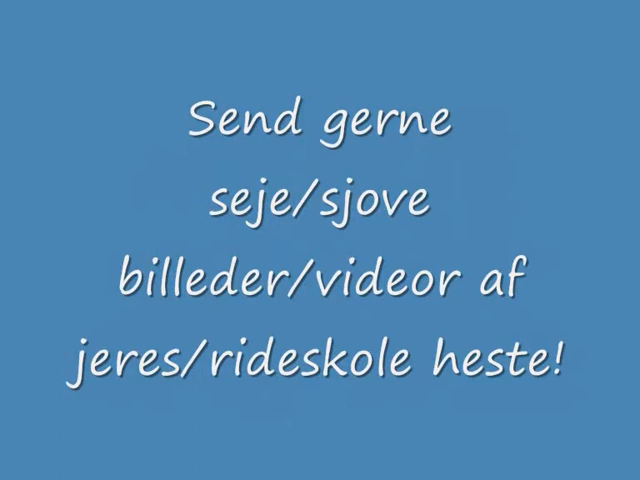 Send gerne
seje/sjove
billeder/videor af
jeres/rideskole heste!